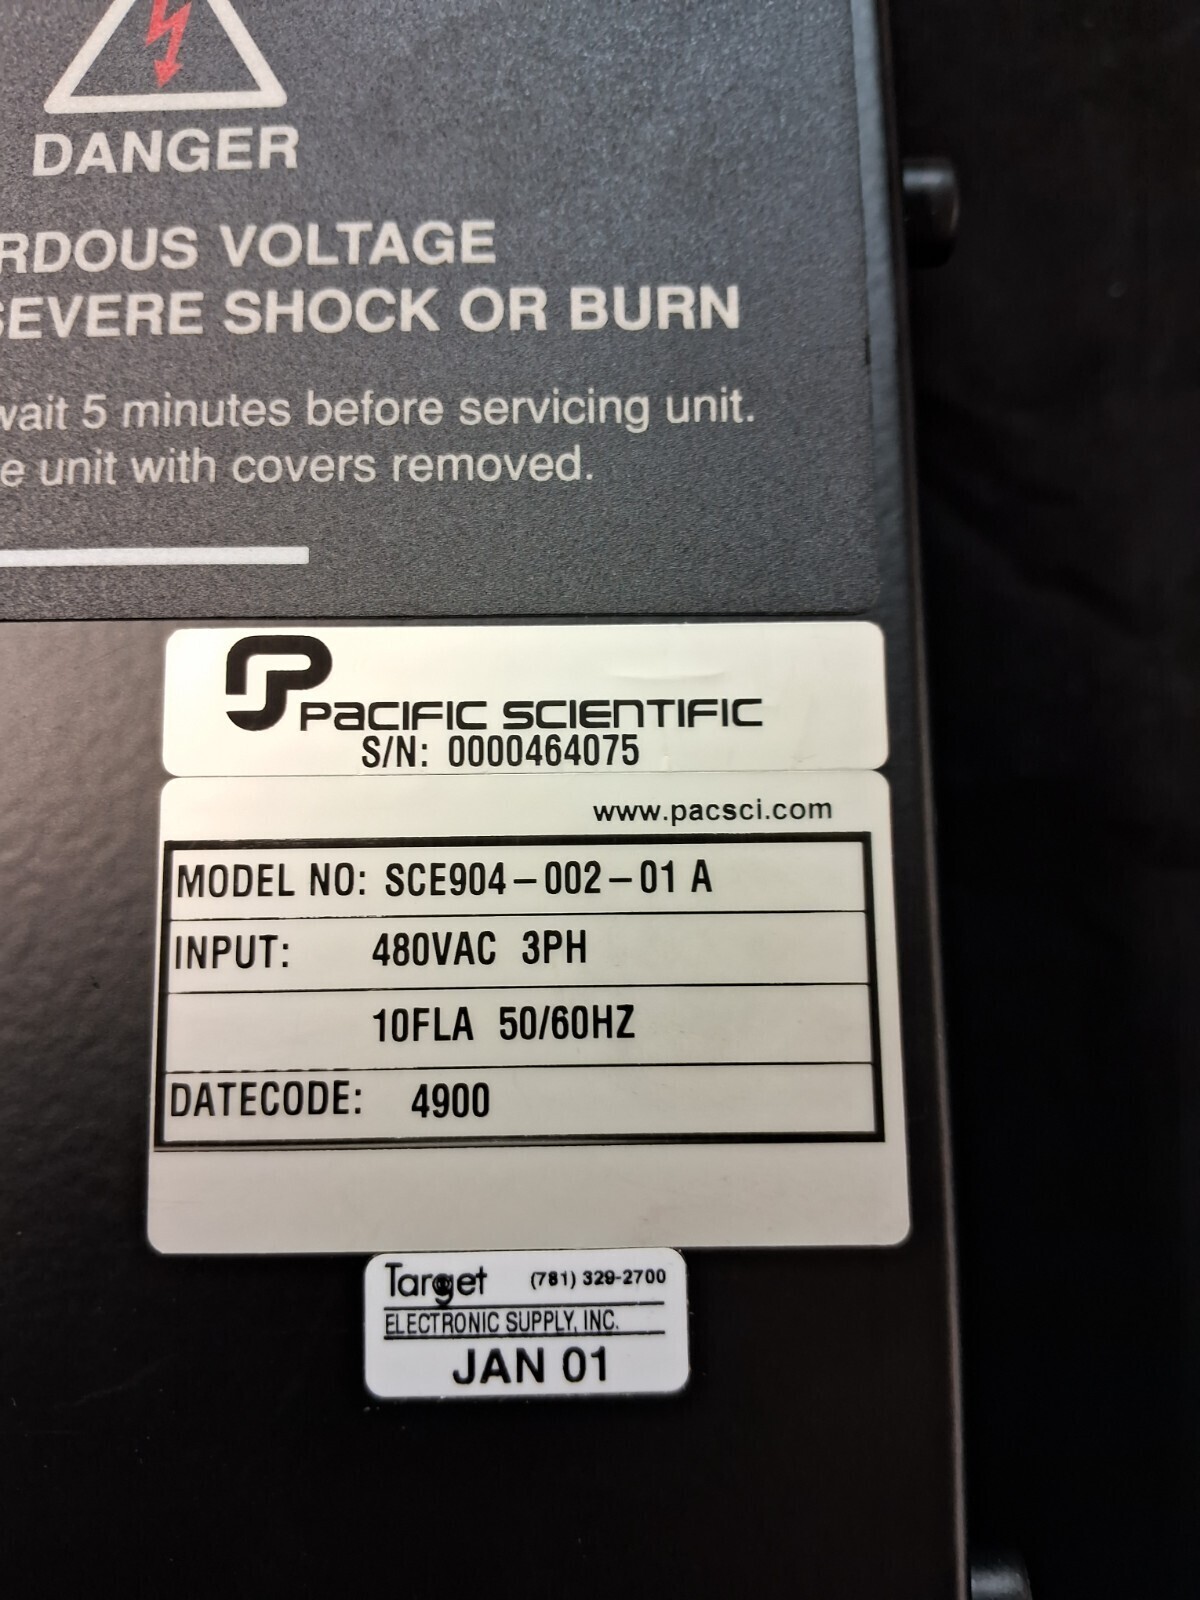 DANGER
RDOUS VOLTAGE
SEVERE SHOCK OR BURN
wait 5 minutes before servicing unit.
e unit with covers removed.
PACIFIC SCIENTIFIC
S/N: 0000464075
www.pacsci.com
MODEL NO: SCE904-002-01 A
INPUT: 480VAC 3PH
10FLA 50/60HZ
DATECODE: 4900
Target (781) 329-2700
ELECTRONIC SUPPLY, INC.
JAN 01